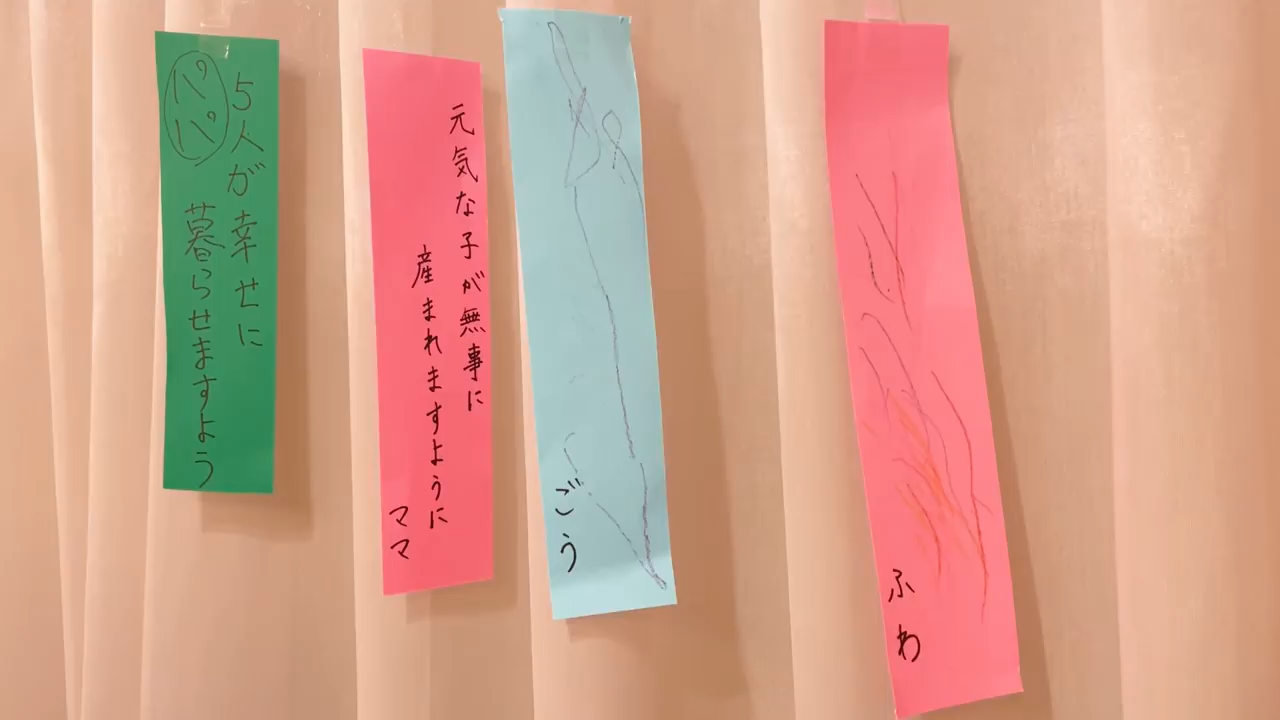 5人が幸せに
暮らせますよう
パパ
元気な子が無事に
産まれますように
ママ
ごう
ふわ